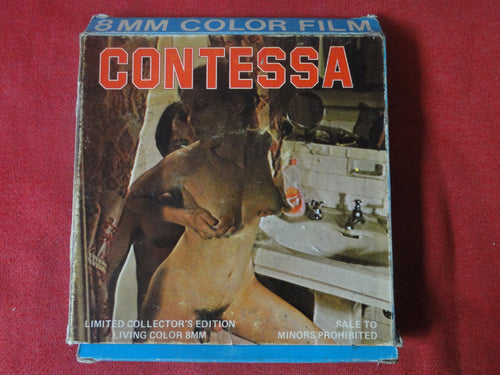 8MM COLOR FILM
CONTESSA
LIMITED COLLECTOR'S EDITION
LIVING COLOR 8MM
SALE TO
MINORS PROHIBITED